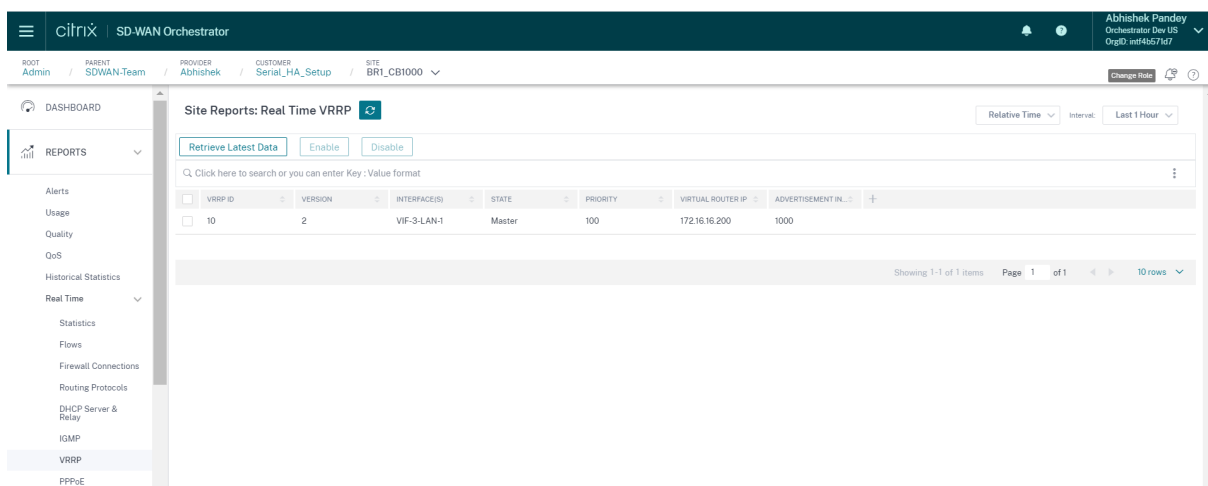 citrix | SD-WAN Orchestrator
Abhishek Pandey
Orchestrator Dev US
OrgID: intf4b571d7
ROOT PARENT PROVIDER CUSTOMER SITE
Admin / SDWAN-Team / Abhishek / Serial_HA_Setup / BR1_CB1000
Change Role
DASHBOARD
REPORTS
Alerts
Usage
Quality
QoS
Historical Statistics
Real Time
Statistics
Flows
Firewall Connections
Routing Protocols
DHCP Server &
Relay
IGMP
VRRP
PPPoE
Site Reports: Real Time VRRP
Relative Time Interval: Last 1 Hour
Retrieve Latest Data Enable Disable
Click here to search or you can enter Key : Value format
VRRP ID VERSION INTERFACE(S) STATE PRIORITY VIRTUAL ROUTER IP ADVERTISEMENT IN...
10 2 VIF-3-LAN-1 Master 100 172.16.16.200 1000
Showing 1-1 of 1 items Page 1 of 1 10 rows